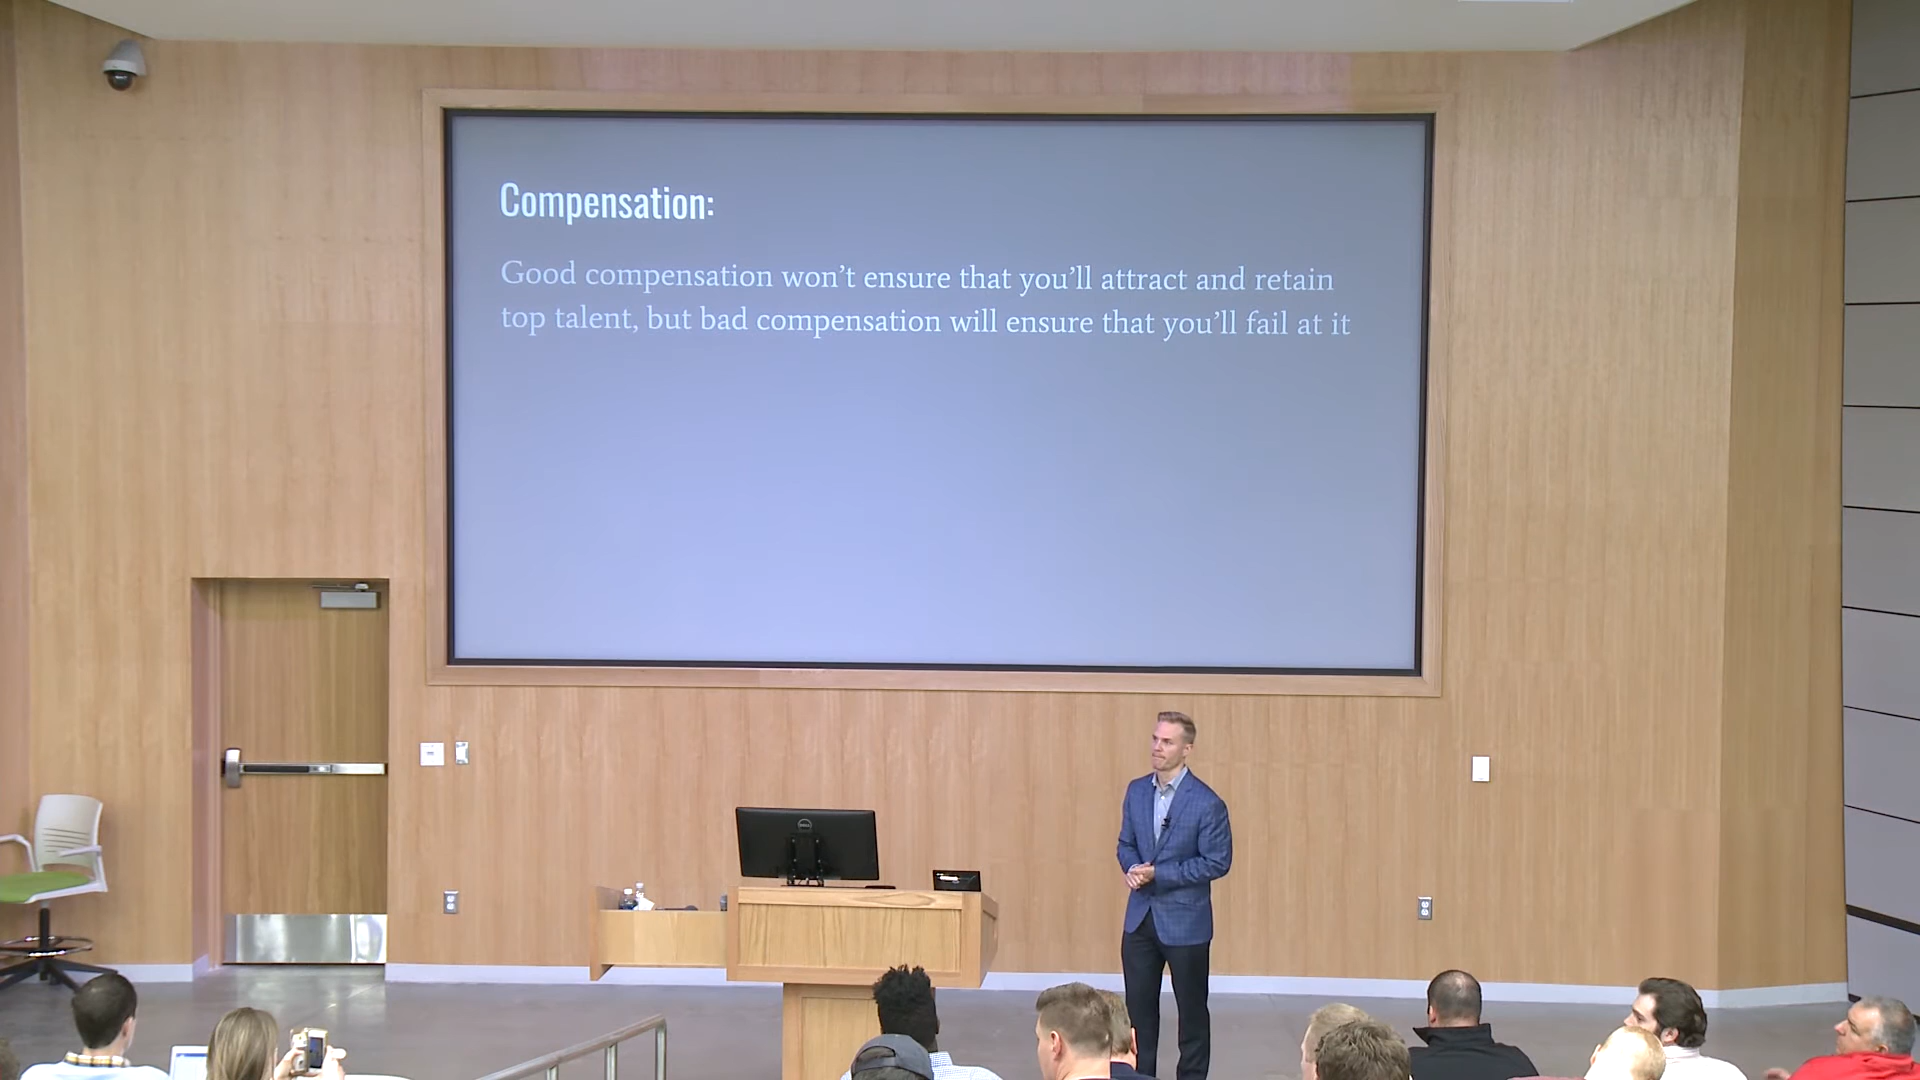 Compensation:
Good compensation won’t ensure that you’ll attract and retain
top talent, but bad compensation will ensure that you’ll fail at it
DELL